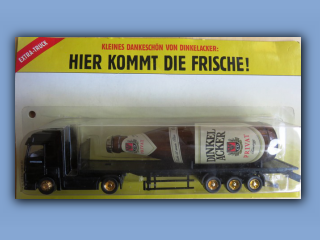 EXTRA-TRUCK
KLEINES DANKESCHÖN VON DINKELACKER:
HIER KOMMT DIE FRISCHE!
DINKEL
ACKER
PRIVAT